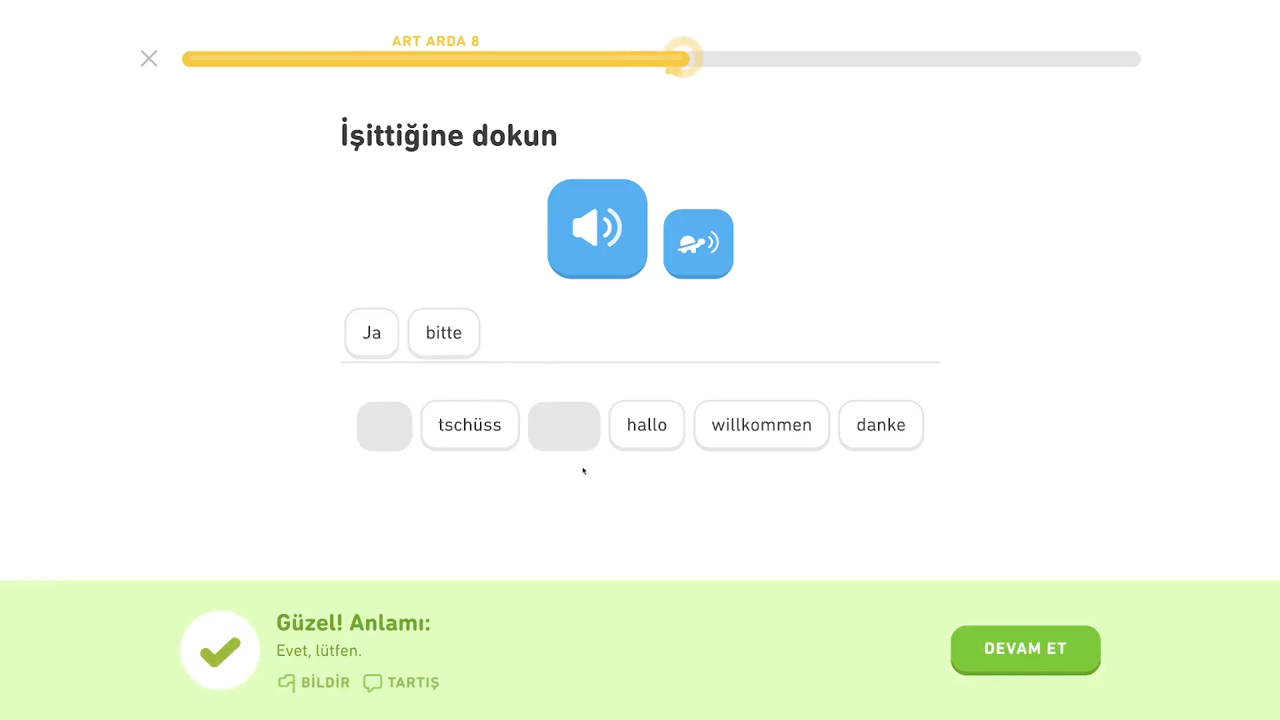 ART ARDA 8
İşittiğine dokun
Ja bitte
tschüss hallo willkommen danke
Güzel! Anlamı:
Evet, lütfen.
BİLDİR TARTIŞ
DEVAM ET